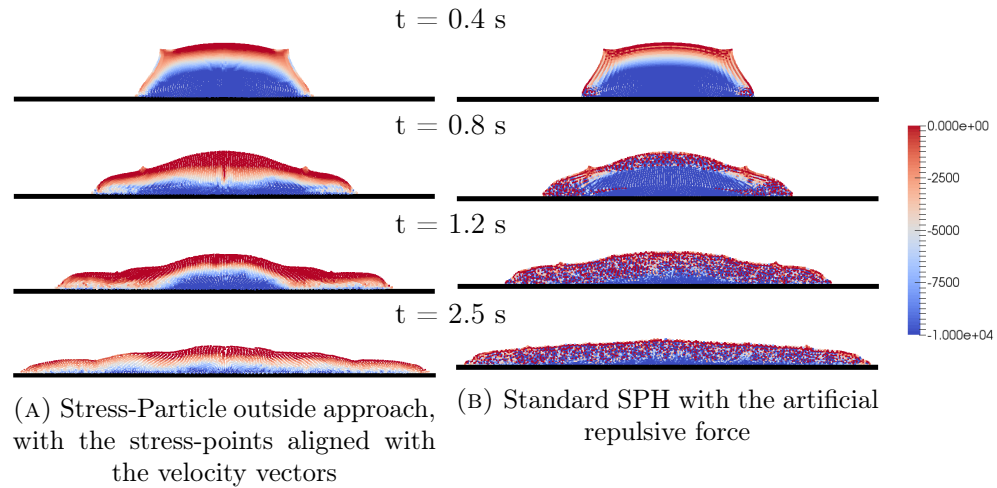 t = 0.4 s
t = 0.8 s
t = 1.2 s
t = 2.5 s
0.000e+00
-2500
-5000
-7500
-1.000e+04
(A) Stress-Particle outside approach,
with the stress-points aligned with
the velocity vectors
(B) Standard SPH with the artificial
repulsive force